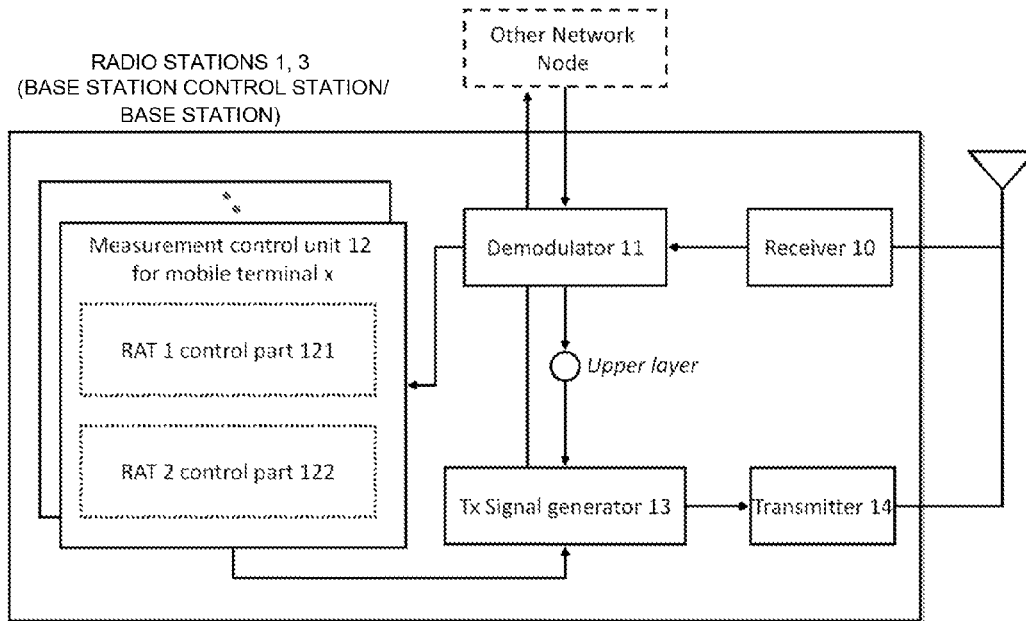 Other Network
Node
RADIO STATIONS 1, 3
(BASE STATION CONTROL STATION/
BASE STATION)
Measurement control unit 12
for mobile terminal x
Demodulator 11
Receiver 10
RAT 1 control part 121
Upper layer
RAT 2 control part 122
Tx Signal generator 13
Transmitter 14